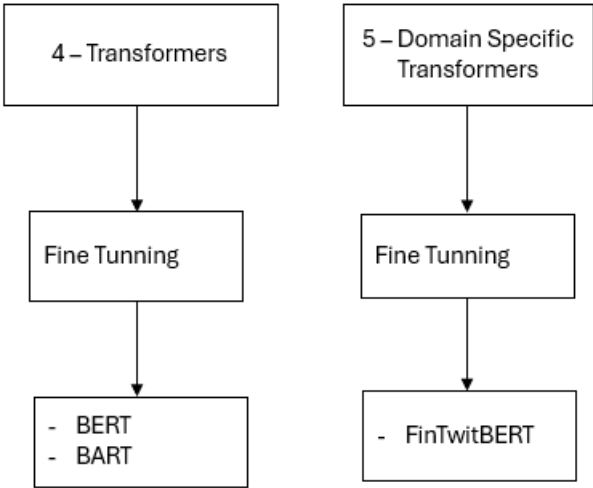 4 – Transformers
5 – Domain Specific
Transformers
Fine Tunning
Fine Tunning
- BERT
- BART
- FinTwitBERT